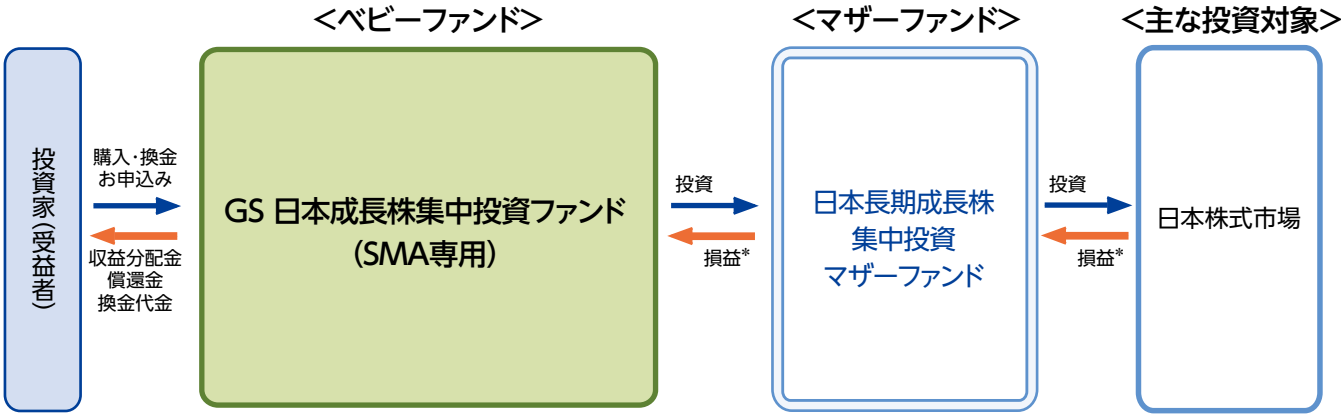 <ベビーファンド>
<マザーファンド>
<主な投資対象>
投資家(受益者)
購入・換金
お申込み
収益分配金
償還金
換金代金
GS 日本成長株集中投資ファンド
(SMA専用)
投資
損益*
日本長期成長株
集中投資
マザーファンド
投資
損益*
日本株式市場